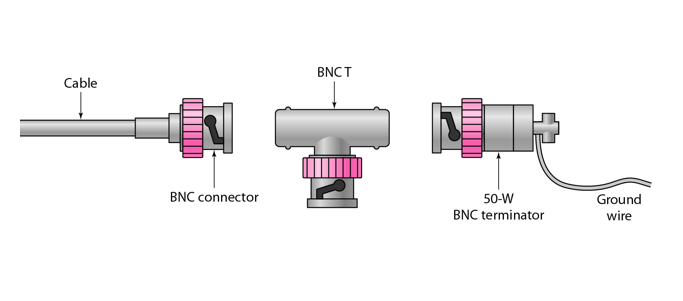 Cable
BNC T
BNC connector
50-W
BNC terminator
Ground
wire